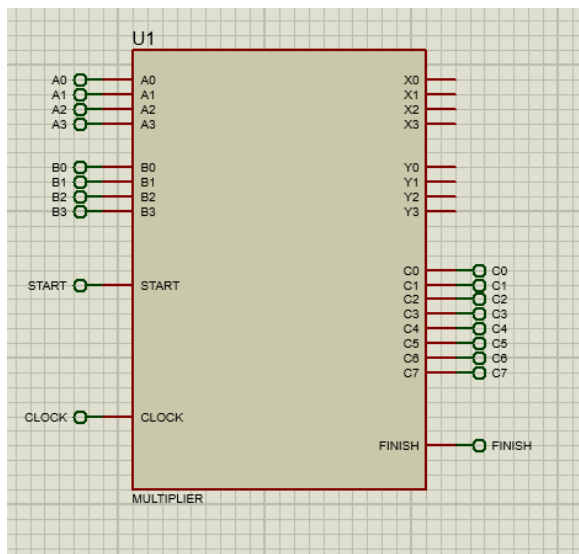 U1
A0 A0 X0
A1 A1 X1
A2 A2 X2
A3 A3 X3
B0 B0 Y0
B1 B1 Y1
B2 B2 Y2
B3 B3 Y3
C0 C0
START START C1 C1
C2 C2
C3 C3
C4 C4
C5 C5
C6 C6
C7 C7
CLOCK CLOCK
FINISH FINISH
MULTIPLIER